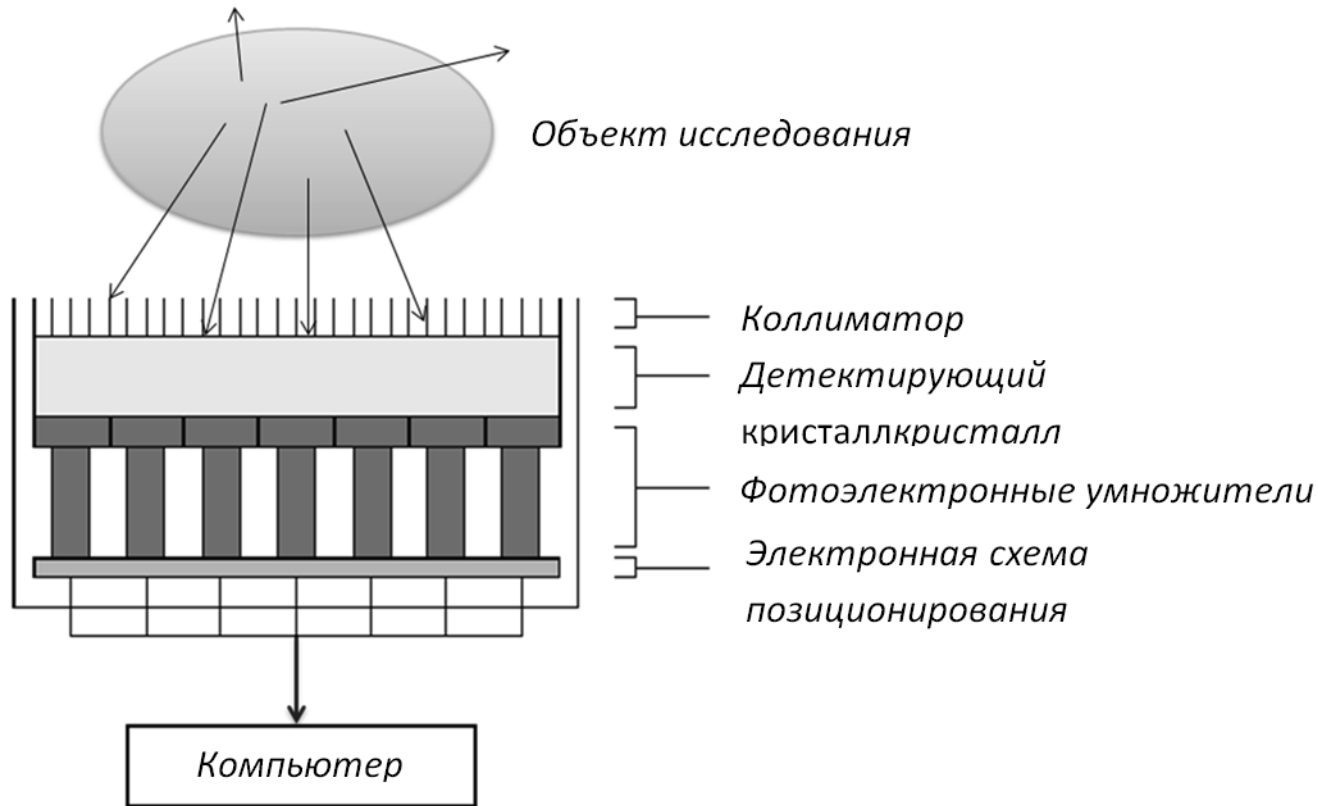 Объект исследования
Коллиматор
Детектирующий
кристаллкристалл
Фотоэлектронные умножители
Электронная схема
позиционирования
Компьютер